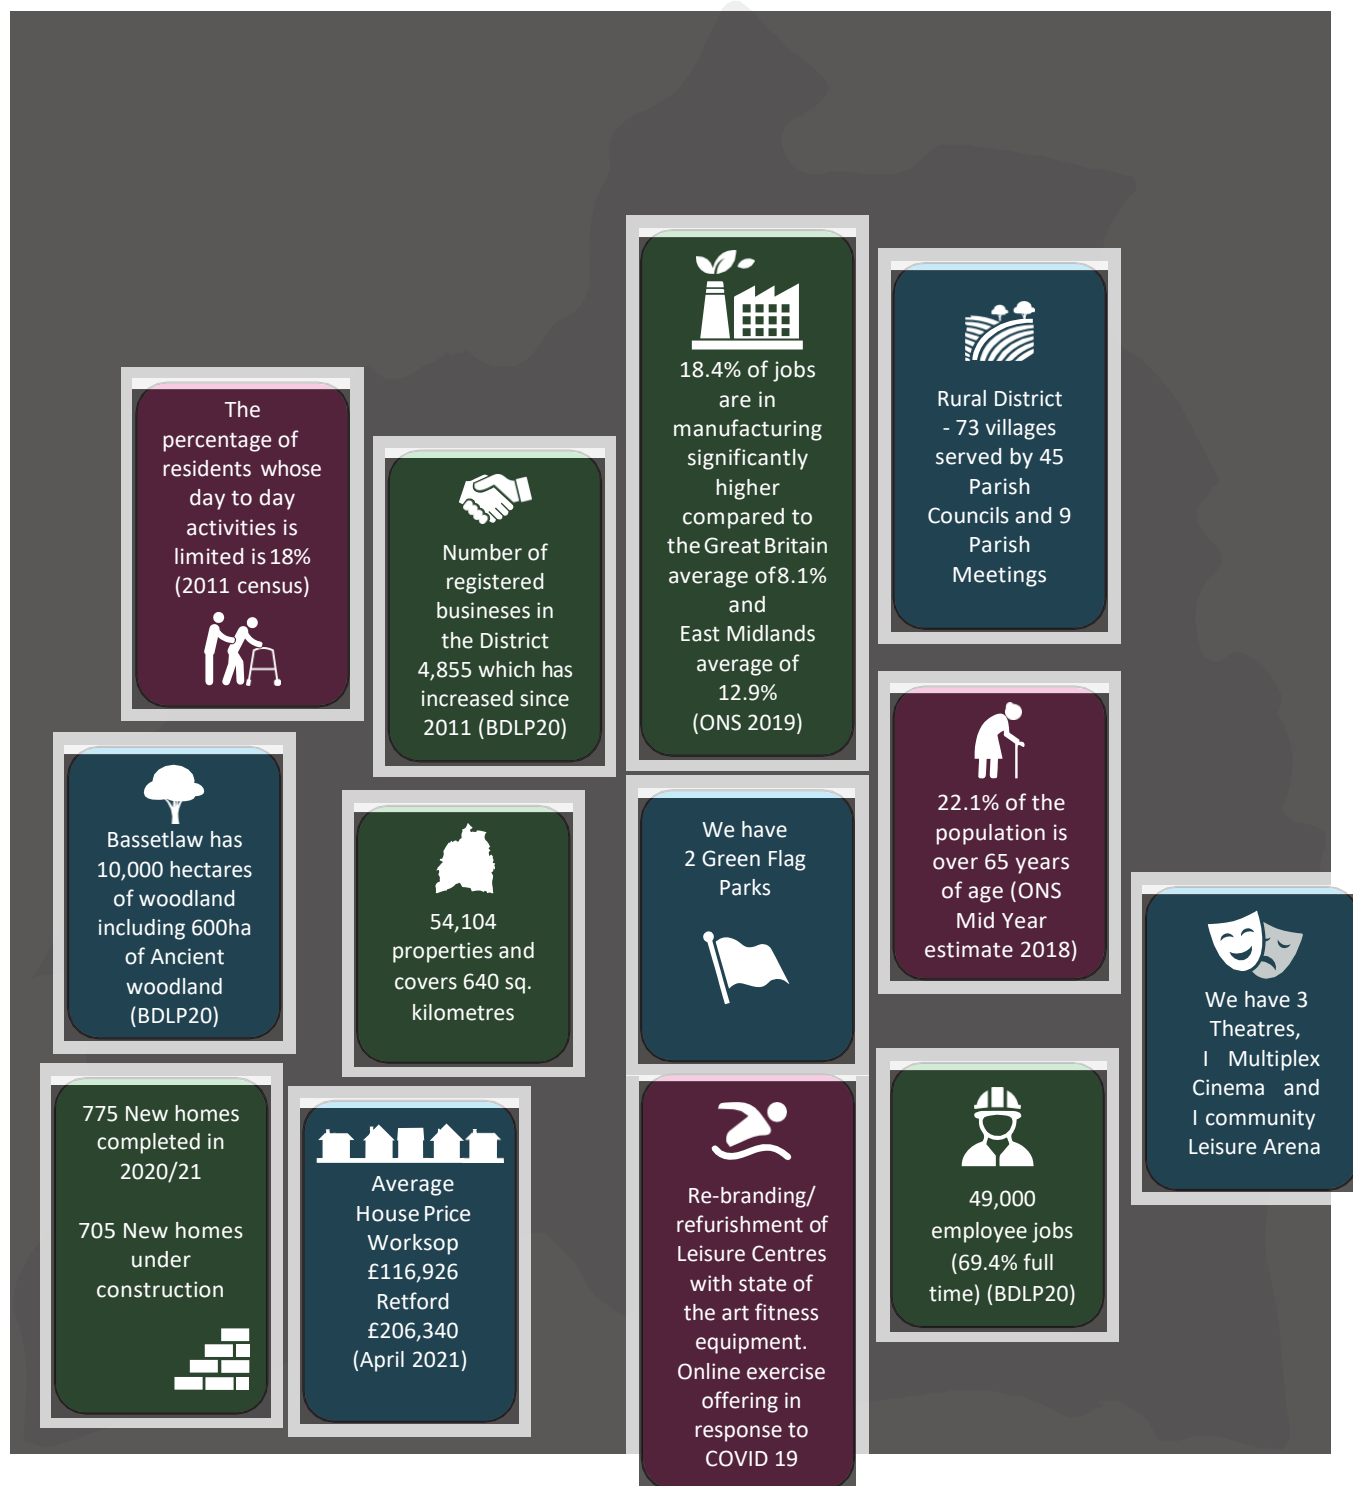 18.4% of jobs
are in
manufacturing
significantly
higher
compared to
the Great Britain
average of 8.1%
and
East Midlands
average of
12.9%
(ONS 2019)
Rural District
- 73 villages
served by 45
Parish
Councils and 9
Parish
Meetings
The
percentage of
residents whose
day to day
activities is
limited is 18%
(2011 census)
Number of
registered
busineses in
the District
4,855 which has
increased since
2011 (BDLP20)
22.1% of the
population is
over 65 years
of age (ONS
Mid Year
estimate 2018)
Bassetlaw has
10,000 hectares
of woodland
including 600ha
of Ancient
woodland
(BDLP20)
54,104
properties and
covers 640 sq.
kilometres
We have
2 Green Flag
Parks
We have 3
Theatres,
I Multiplex
Cinema and
I community
Leisure Arena
775 New homes
completed in
2020/21
705 New homes
under
construction
Average
House Price
Worksop
£116,926
Retford
£206,340
(April 2021)
Re-branding/
refurishment of
Leisure Centres
with state of
the art fitness
equipment.
Online exercise
offering in
response to
COVID 19
49,000
employee jobs
(69.4% full
time) (BDLP20)